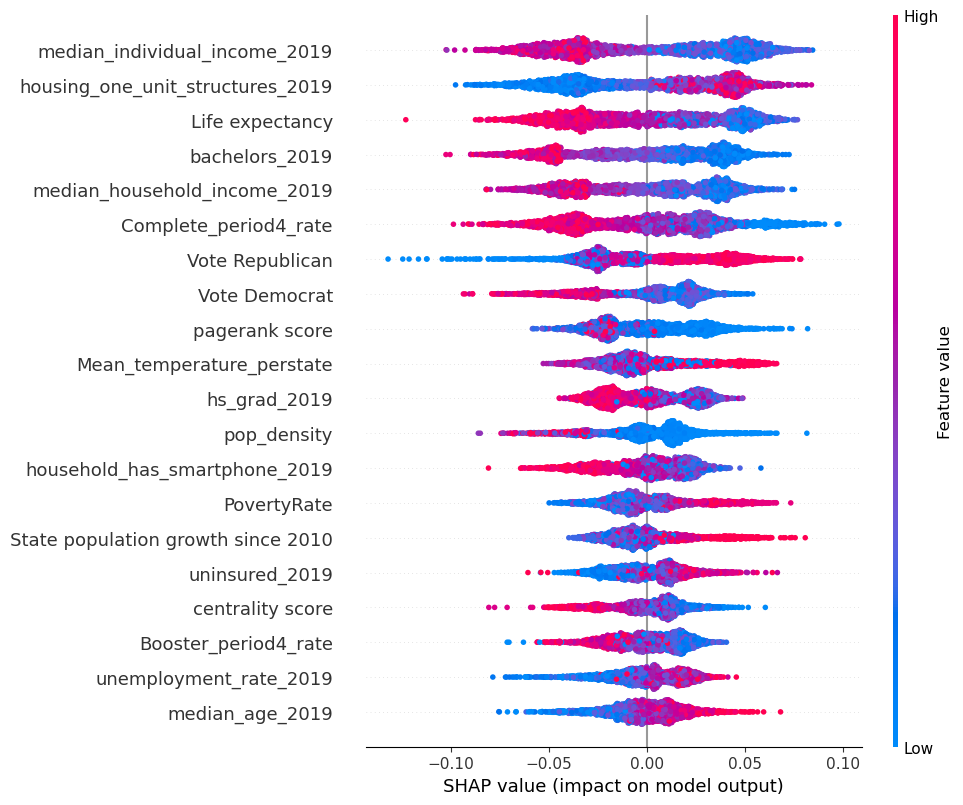 High
median_individual_income_2019
housing_one_unit_structures_2019
Life expectancy
bachelors_2019
median_household_income_2019
Complete_period4_rate
Vote Republican
Vote Democrat
pagerank score
Mean_temperature_perstate
hs_grad_2019
pop_density
household_has_smartphone_2019
PovertyRate
State population growth since 2010
uninsured_2019
centrality score
Booster_period4_rate
unemployment_rate_2019
median_age_2019
Feature value
Low
−0.10 −0.05 0.00 0.05 0.10
SHAP value (impact on model output)